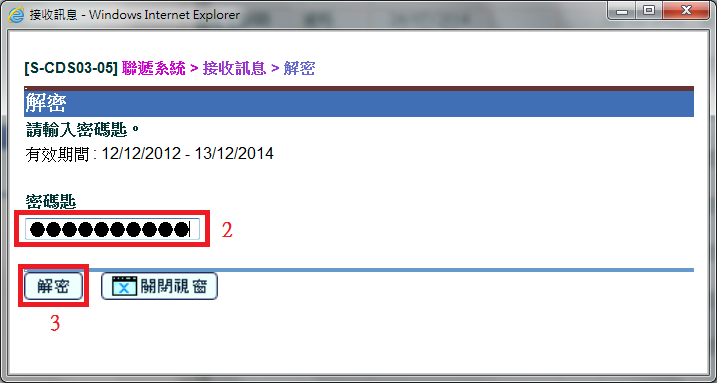 接收訊息 - Windows Internet Explorer
[S-CDS03-05] 聯遞系統 > 接收訊息 > 解密
解密
請輸入密碼匙。
有效期間 : 12/12/2012 - 13/12/2014
密碼匙
●●●●●●●●●● 2
解密 關閉視窗
3